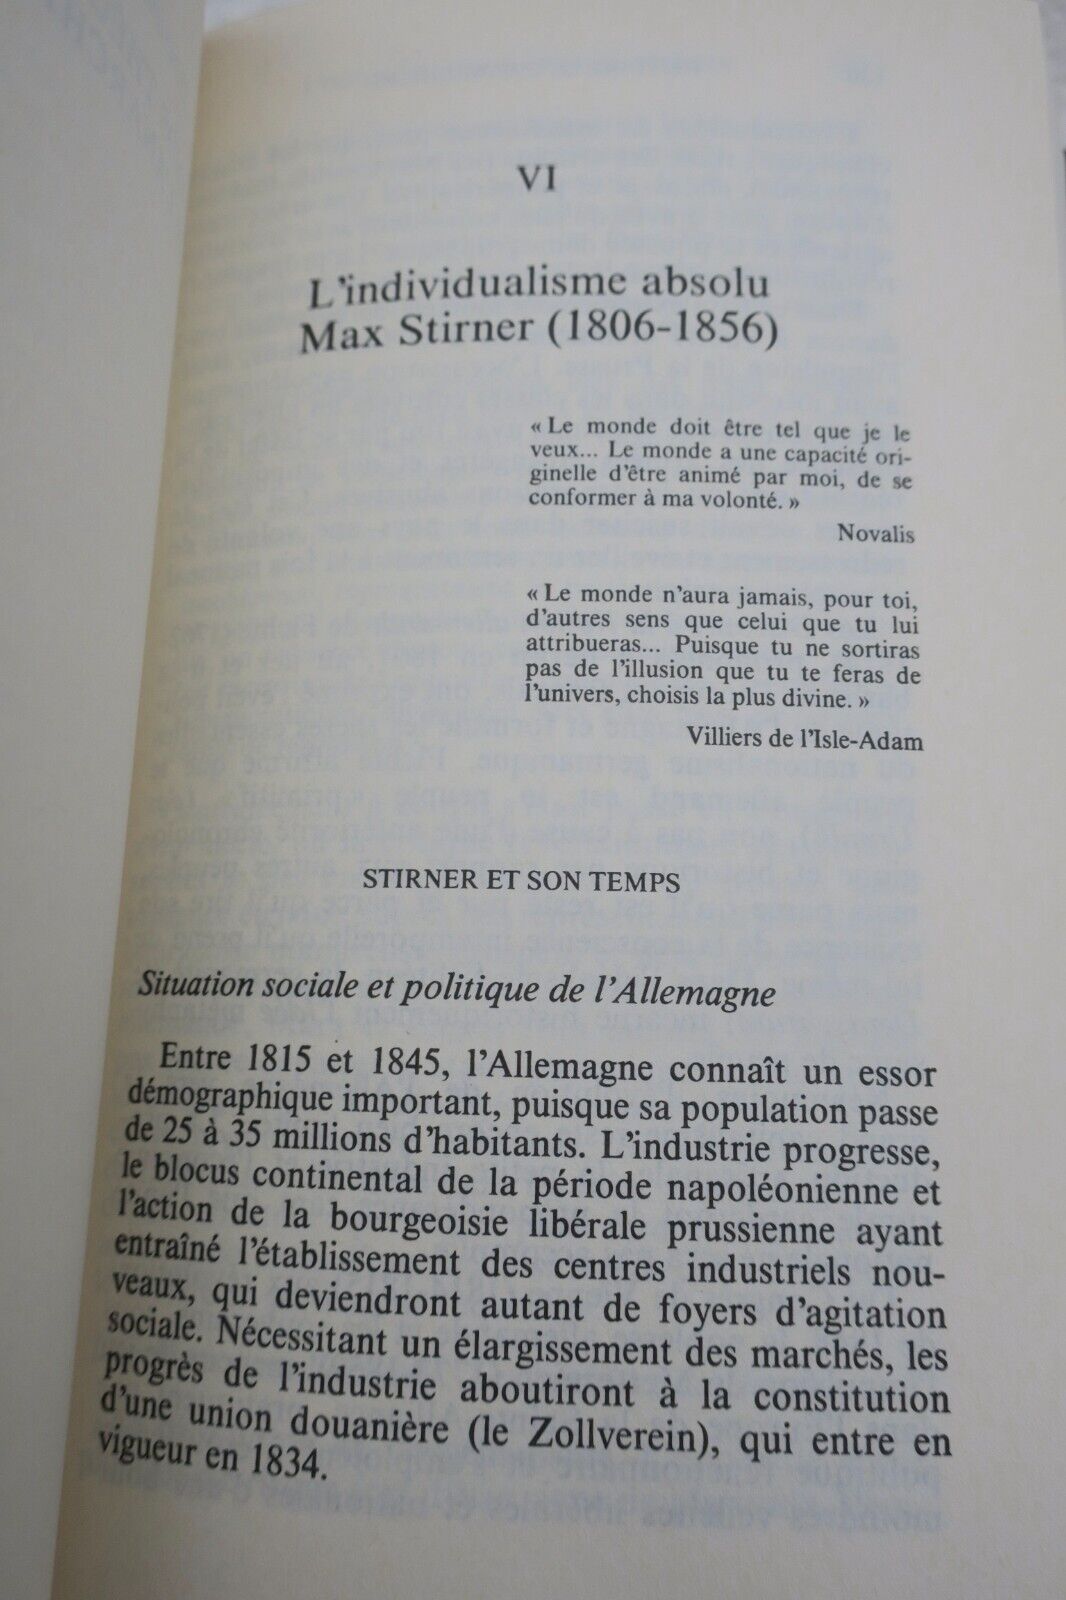 VI
L'individualisme absolu
Max Stirner (1806-1856)
« Le monde doit être tel que je le
veux... Le monde a une capacité ori-
ginelle d'être animé par moi, de se
conformer à ma volonté. »
Novalis
« Le monde n'aura jamais, pour toi,
d'autres sens que celui que tu lui
attribueras... Puisque tu ne sortiras
pas de l'illusion que tu te feras de
l'univers, choisis la plus divine. »
Villiers de l'Isle-Adam
STIRNER ET SON TEMPS
Situation sociale et politique de l'Allemagne
Entre 1815 et 1845, l'Allemagne connaît un essor
démographique important, puisque sa population passe
de 25 à 35 millions d'habitants. L'industrie progresse,
le blocus continental de la période napoléonienne et
l'action de la bourgeoisie libérale prussienne ayant
entraîné l'établissement des centres industriels nou-
veaux, qui deviendront autant de foyers d'agitation
sociale. Nécessitant un élargissement des marchés, les
progrès de l'industrie aboutiront à la constitution
d'une union douanière (le Zollverein), qui entre en
vigueur en 1834.